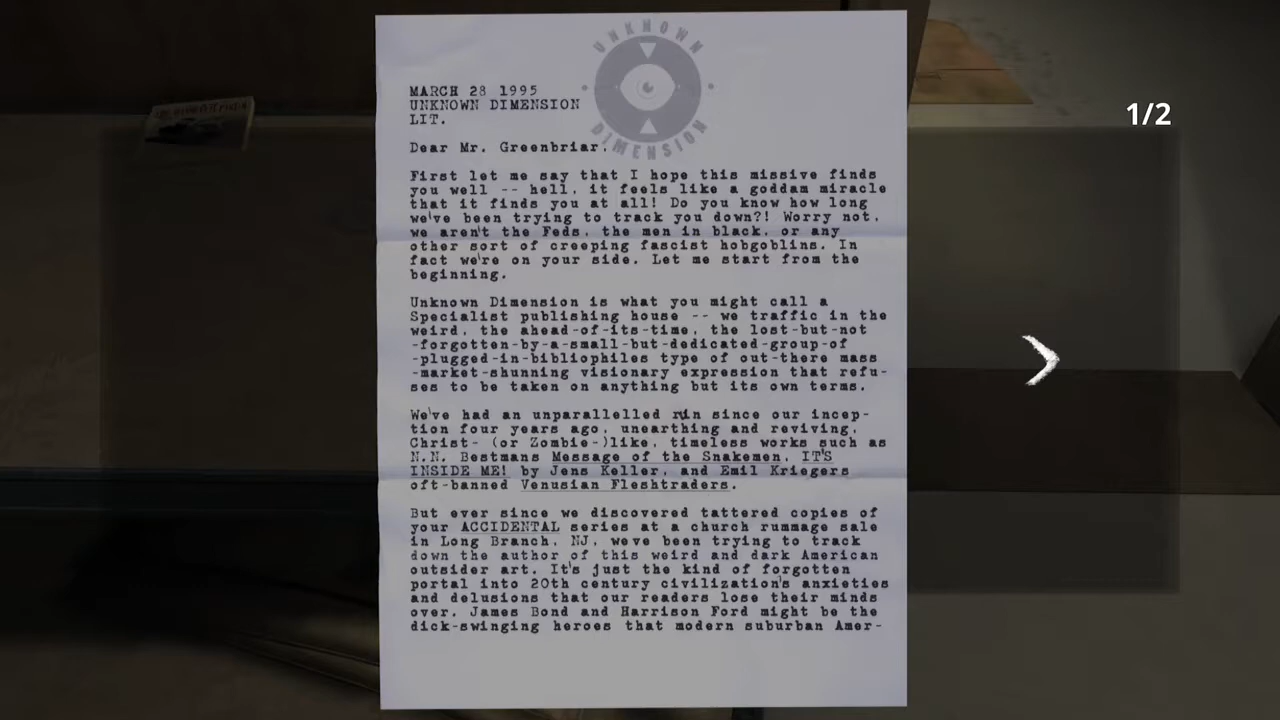 UNKNOWN
DIMENSION
1/2
MARCH 28 1995
UNKNOWN DIMENSION
LIT.
Dear Mr. Greenbriar,
First let me say that I hope this missive finds
you well -- hell, it feels like a goddam miracle
that it finds you at all! Do you know how long
we've been trying to track you down?! Worry not,
we aren't the Feds, the men in black, or any
other sort of creeping fascist hobgoblins. In
fact we're on your side. Let me start from the
beginning.
Unknown Dimension is what you might call a
Specialist publishing house -- we traffic in the
weird, the ahead-of-its-time, the lost-but-not
-forgotten-by-a-small-but-dedicated-group-of
-plugged-in-bibliophiles type of out-there mass
-market-shunning visionary expression that refu-
ses to be taken on anything but its own terms.
We've had an unparallelled run since our incep-
tion four years ago, unearthing and reviving,
Christ- (or Zombie-)like, timeless works such as
N.N. Bestmans Message of the Snakemen, IT'S
INSIDE ME! by Jens Keller, and Emil Kriegers
oft-banned Venusian Fleshtraders.
But ever since we discovered tattered copies of
your ACCIDENTAL series at a church rummage sale
in Long Branch, NJ, weve been trying to track
down the author of this weird and dark American
outsider art. It's just the kind of forgotten
portal into 20th century civilization's anxieties
and delusions that our readers lose their minds
over. James Bond and Harrison Ford might be the
dick-swinging heroes that modern suburban Amer-